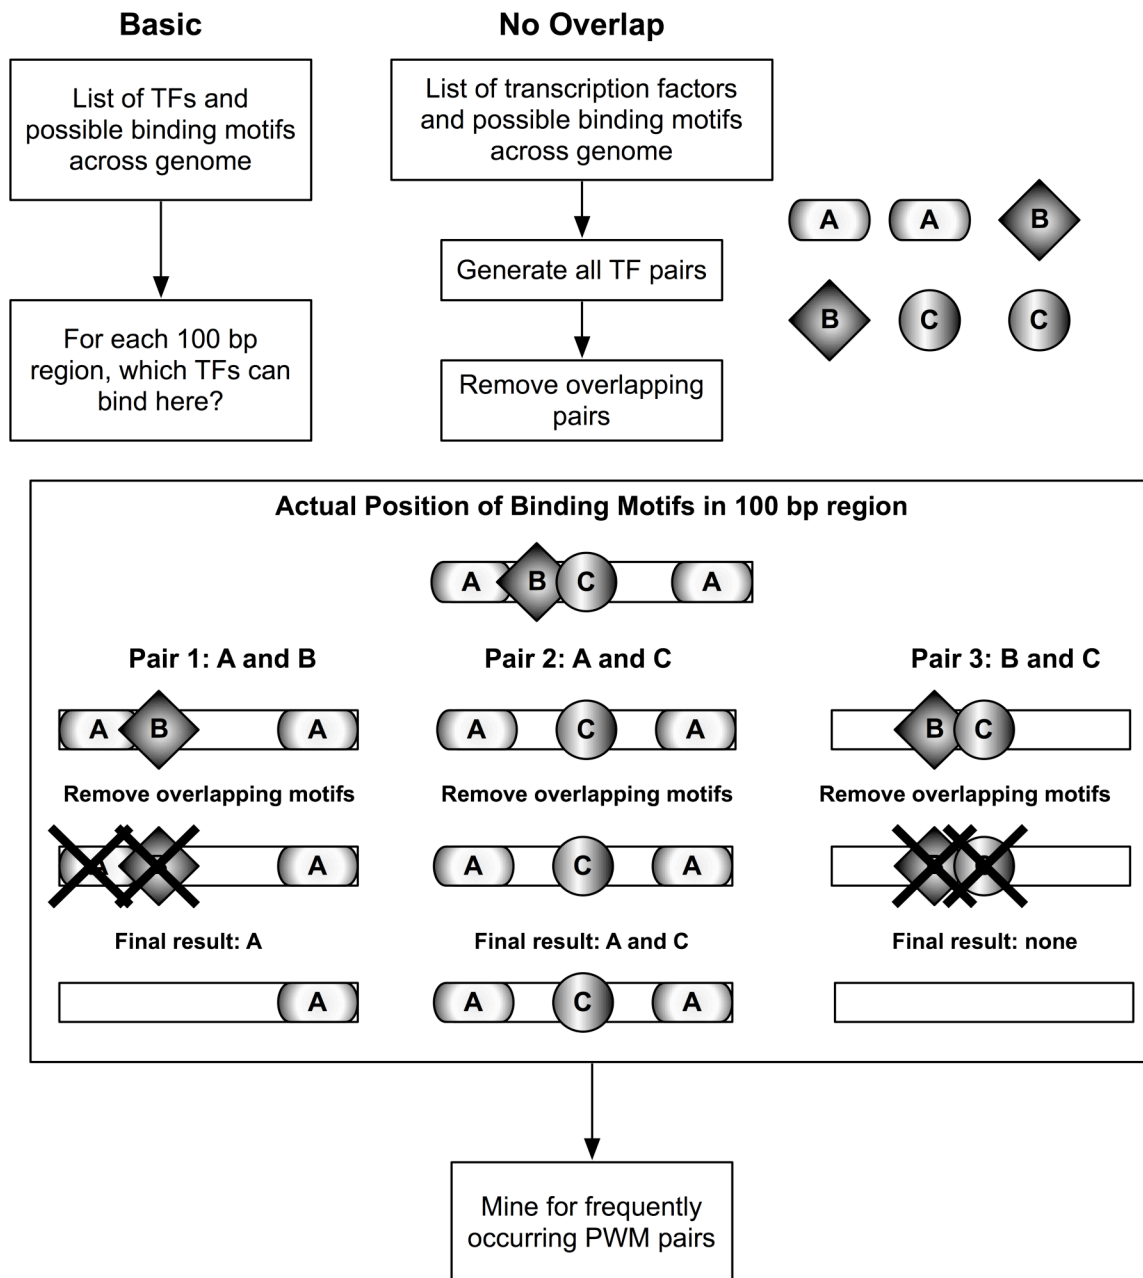 Basic
List of TFs and
possible binding motifs
across genome
For each 100 bp
region, which TFs can
bind here?
No Overlap
List of transcription factors
and possible binding motifs
across genome
Generate all TF pairs
Remove overlapping
pairs
A A B
B C C
Actual Position of Binding Motifs in 100 bp region
A B C A
Pair 1: A and B
A B A
Remove overlapping motifs
A A
Final result: A
A
Pair 2: A and C
A C A
Remove overlapping motifs
A C A
Final result: A and C
A C A
Pair 3: B and C
B C
Remove overlapping motifs
Final result: none
Mine for frequently
occurring PWM pairs